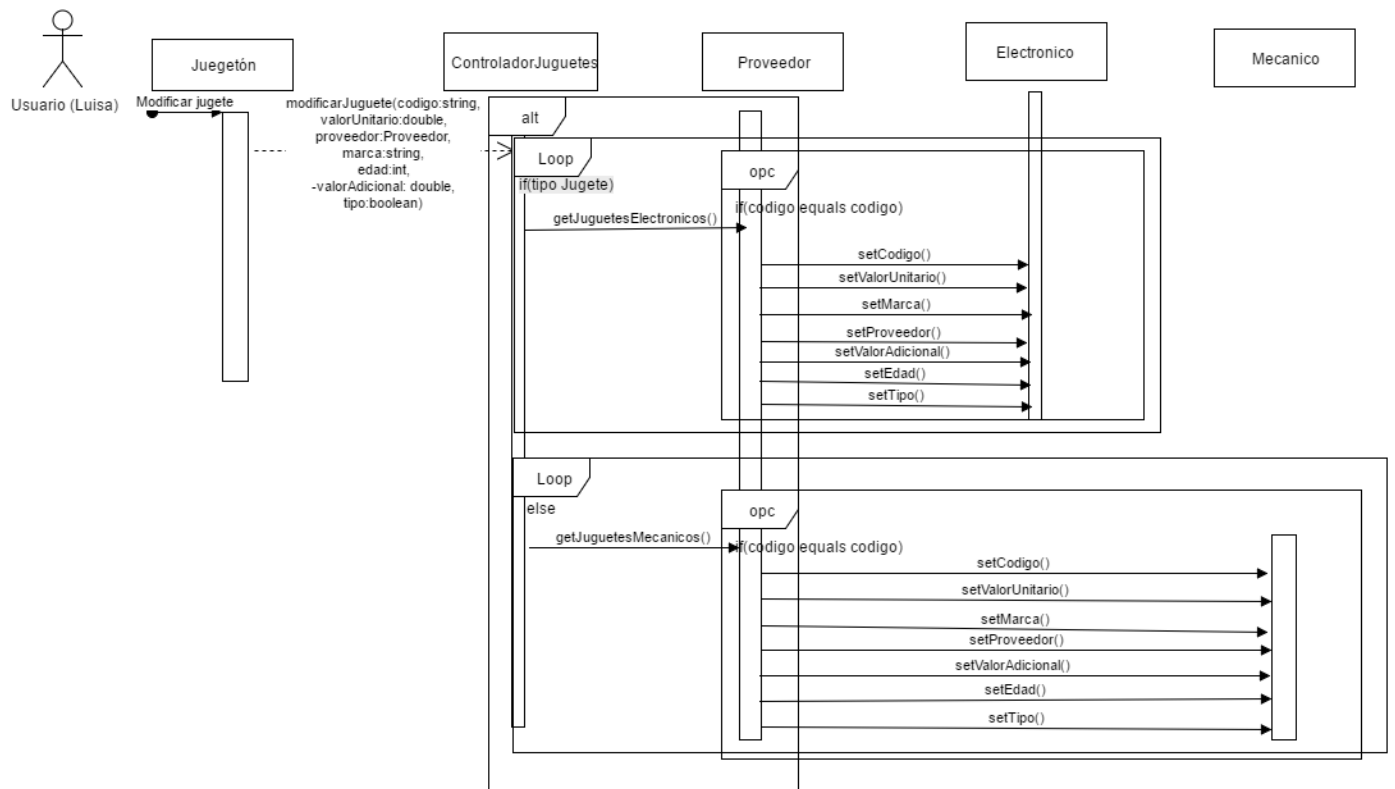 Usuario (Luisa)
Juegetón
ControladorJuguetes
Proveedor
Electronico
Mecanico
Modificar jugete
modificarJuguete(codigo:string,
valorUnitario:double,
proveedor:Proveedor,
marca:string,
edad:int,
-valorAdicional: double,
tipo:boolean)
alt
Loop
if(tipo Jugete)
opc
if(codigo equals codigo)
getJuguetesElectronicos()
setCodigo()
setValorUnitario()
setMarca()
setProveedor()
setValorAdicional()
setEdad()
setTipo()
Loop
else
opc
if(codigo equals codigo)
getJuguetesMecanicos()
setCodigo()
setValorUnitario()
setMarca()
setProveedor()
setValorAdicional()
setEdad()
setTipo()